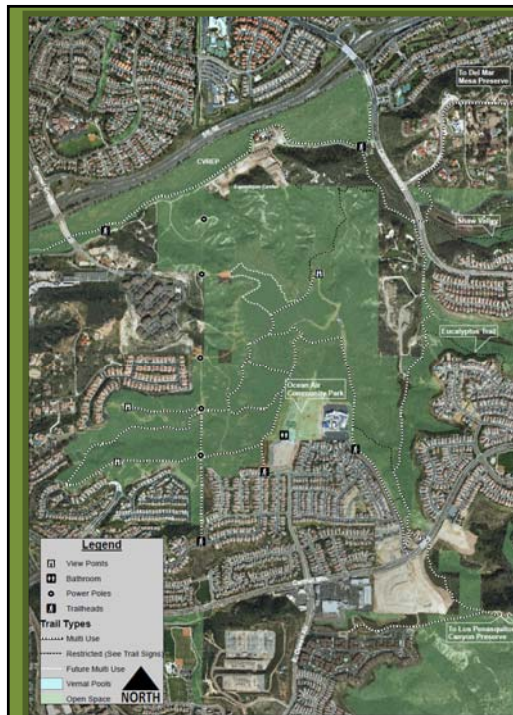 To Del Mar
Mesa Preserve
CVREP
Equestrian Center
Shaw Valley
Eucalyptus Trail
Ocean Air
Community Park
To Los Penasquitos
Canyon Preserve
Legend
View Points
Bathroom
Power Poles
Trailheads
Trail Types
Multi Use
Restricted (See Trail Signs)
Future Multi Use
Vernal Pools
Open Space
NORTH